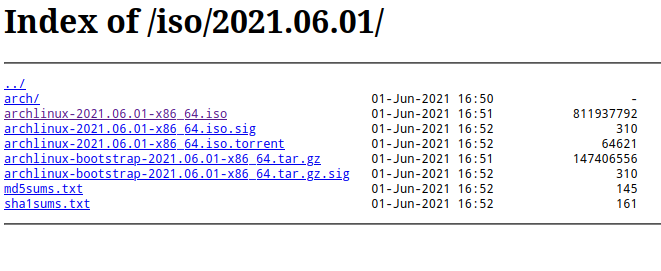 Index of /iso/2021.06.01/
../
arch/ 01-Jun-2021 16:50 -
archlinux-2021.06.01-x86_64.iso 01-Jun-2021 16:51 811937792
archlinux-2021.06.01-x86_64.iso.sig 01-Jun-2021 16:52 310
archlinux-2021.06.01-x86_64.iso.torrent 01-Jun-2021 16:52 64621
archlinux-bootstrap-2021.06.01-x86_64.tar.gz 01-Jun-2021 16:51 147406556
archlinux-bootstrap-2021.06.01-x86_64.tar.gz.sig 01-Jun-2021 16:52 310
md5sums.txt 01-Jun-2021 16:52 145
sha1sums.txt 01-Jun-2021 16:52 161